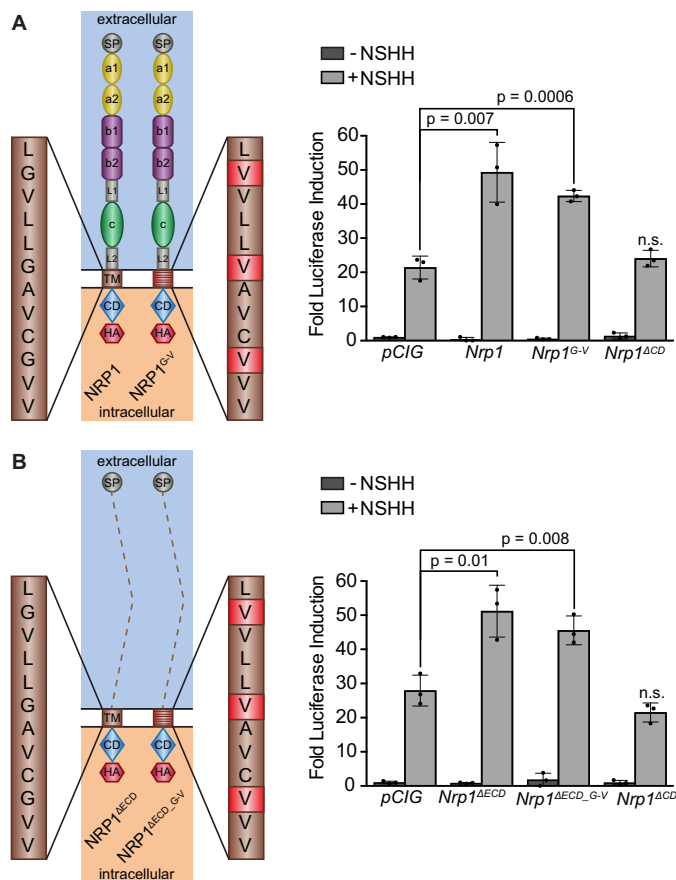 A
extracellular
SP SP
a1 a1
a2 a2
b1 b1
b2 b2
L1 L1
c c
L2 L2
TM
CD CD
HA HA
NRP1
NRP1G-V
intracellular
L
G
V
L
L
G
A
V
C
G
V
V
L
V
V
L
L
V
A
V
C
V
V
V
- NSHH
+NSHH
p = 0.0006
p = 0.007
n.s.
Fold Luciferase Induction
60
50
40
30
20
10
0
pCIG Nrp1 Nrp1G-V Nrp1ΔCD
B
extracellular
SP SP
TM
CD CD
HA HA
NRP1ΔECD
NRP1ΔECD_G-V
intracellular
L
G
V
L
L
G
A
V
C
G
V
V
L
V
V
L
L
V
A
V
C
V
V
V
- NSHH
+NSHH
p = 0.008
p = 0.01
n.s.
Fold Luciferase Induction
60
50
40
30
20
10
0
pCIG Nrp1ΔECD Nrp1ΔECD_G-V Nrp1ΔCD